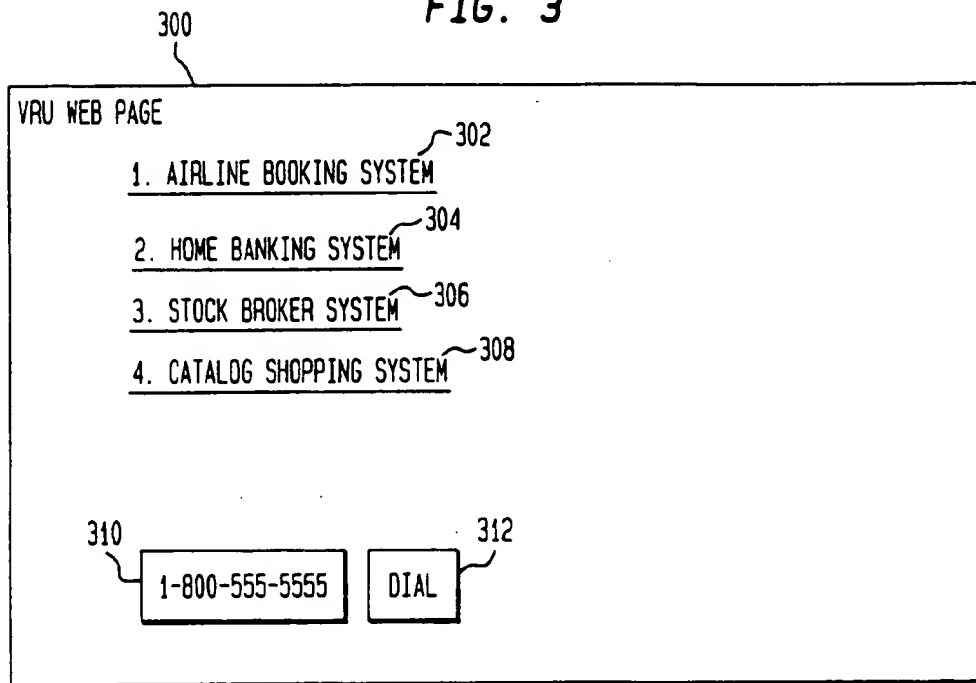 FIG. 3
300
VRU WEB PAGE
302
1. AIRLINE BOOKING SYSTEM
304
2. HOME BANKING SYSTEM
306
3. STOCK BROKER SYSTEM
308
4. CATALOG SHOPPING SYSTEM
310
1-800-555-5555
DIAL
312